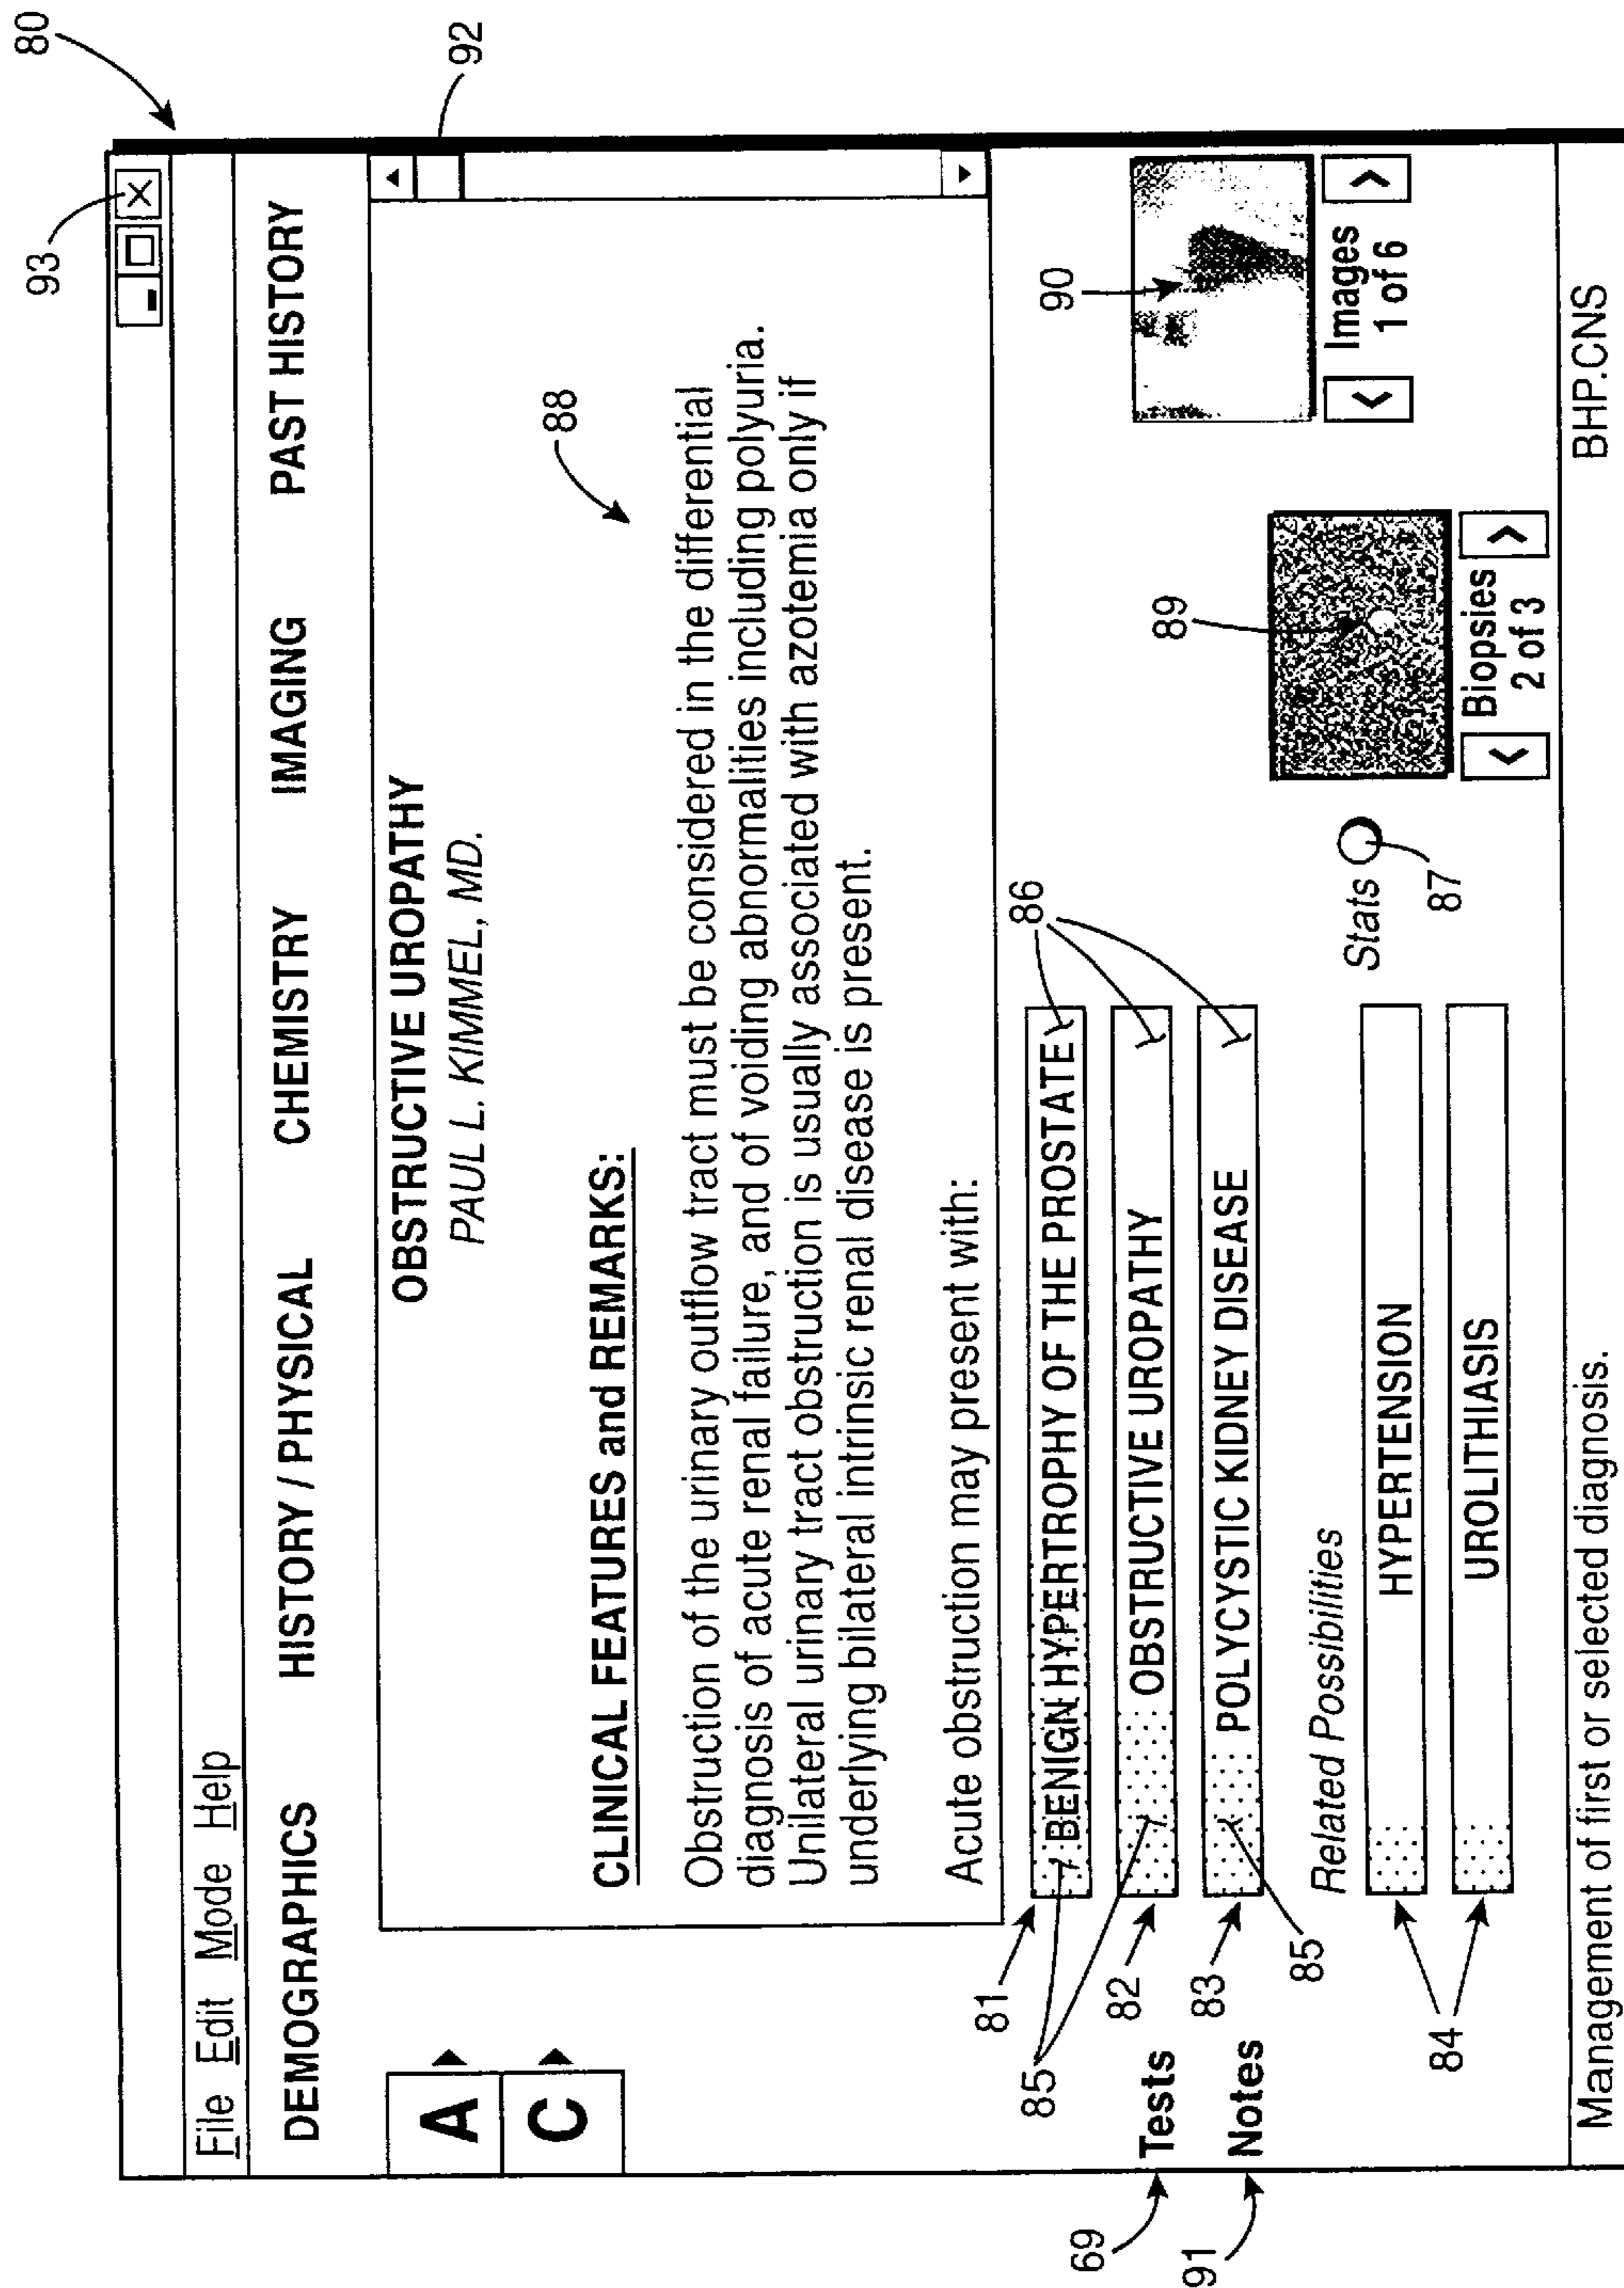 80
93
File Edit Mode Help
DEMOGRAPHICS HISTORY / PHYSICAL CHEMISTRY IMAGING PAST HISTORY
92
A
C
OBSTRUCTIVE UROPATHY
PAUL L. KIMMEL, MD.
88
CLINICAL FEATURES and REMARKS:
Obstruction of the urinary outflow tract must be considered in the differential
diagnosis of acute renal failure, and of voiding abnormalities including polyuria.
Unilateral urinary tract obstruction is usually associated with azotemia only if
underlying bilateral intrinsic renal disease is present.
Acute obstruction may present with:
81
BENIGN HYPERTROPHY OF THE PROSTATE
86
85
82
OBSTRUCTIVE UROPATHY
69
Tests
83
POLYCYSTIC KIDNEY DISEASE
91
Notes
85
Related Possibilities
84
HYPERTENSION
UROLITHIASIS
Stats
87
89
Biopsies
2 of 3
90
Images
1 of 6
Management of first or selected diagnosis. BHP.CNS